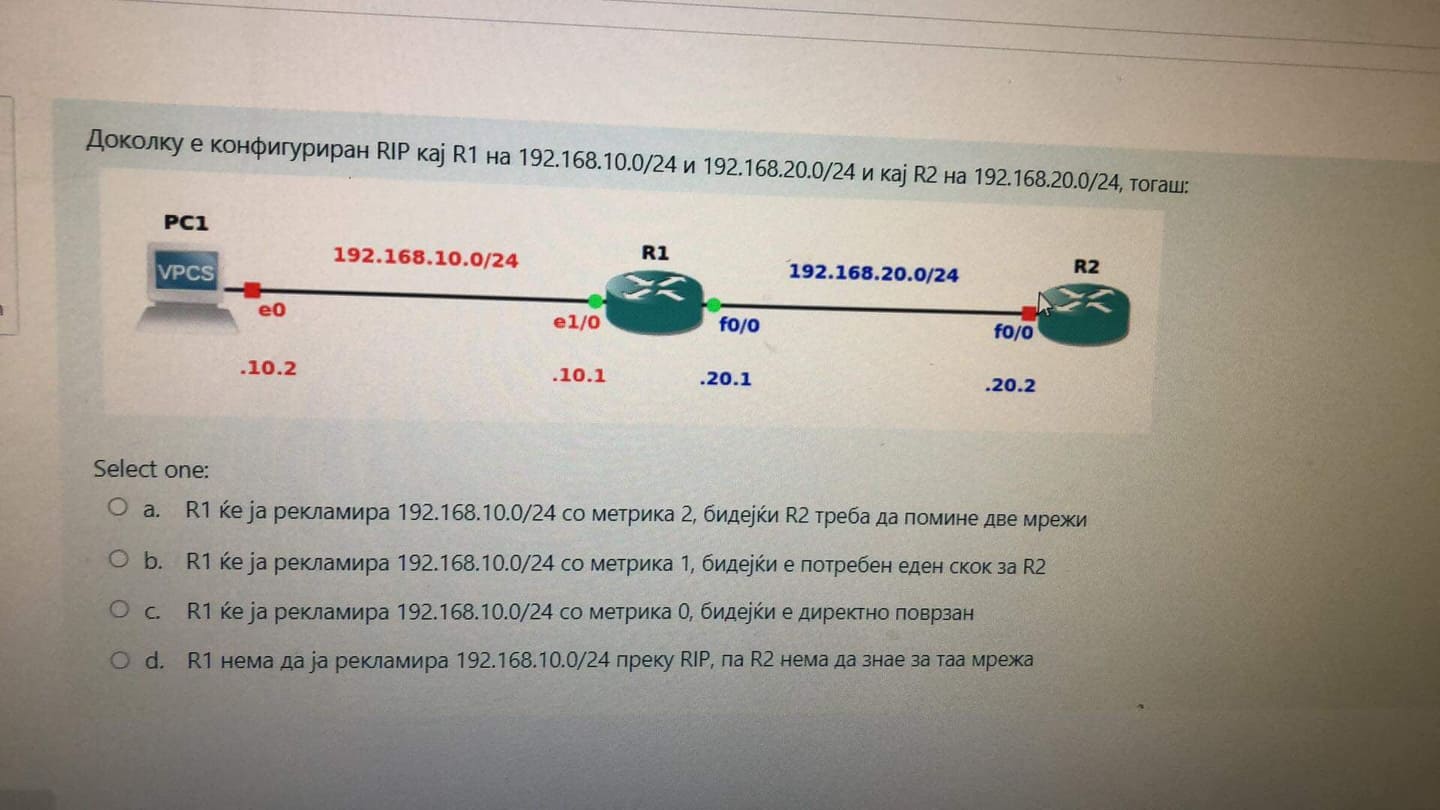 Доколку е конфигуриран RIP кај R1 на 192.168.10.0/24 и 192.168.20.0/24 и кај R2 на 192.168.20.0/24, тогаш:
PC1
192.168.10.0/24
R1
192.168.20.0/24
R2
VPCS
e0
e1/0
f0/0
f0/0
.10.2
.10.1
.20.1
.20.2
Select one:
a. R1 ќе ја рекламира 192.168.10.0/24 со метрика 2, бидејќи R2 треба да помине две мрежи
b. R1 ќе ја рекламира 192.168.10.0/24 со метрика 1, бидејќи е потребен еден скок за R2
c. R1 ќе ја рекламира 192.168.10.0/24 со метрика 0, бидејќи е директно поврзан
d. R1 нема да ја рекламира 192.168.10.0/24 преку RIP, па R2 нема да знае за таа мрежа